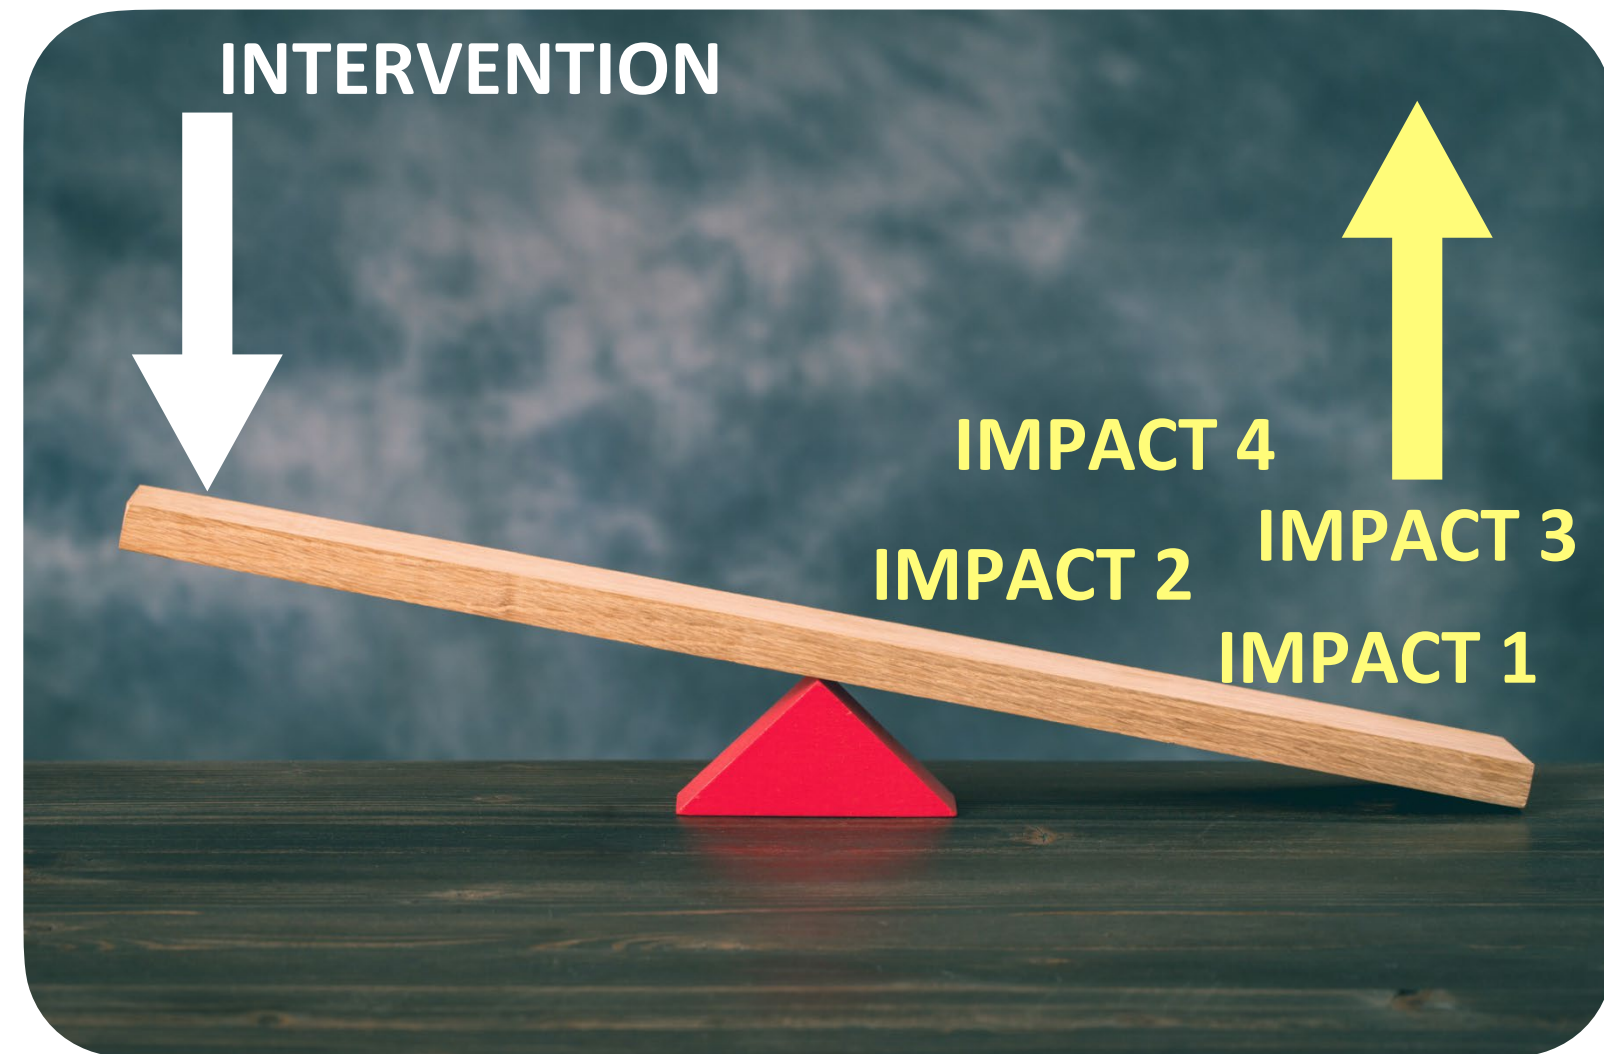 INTERVENTION
IMPACT 4
IMPACT 3
IMPACT 2
IMPACT 1